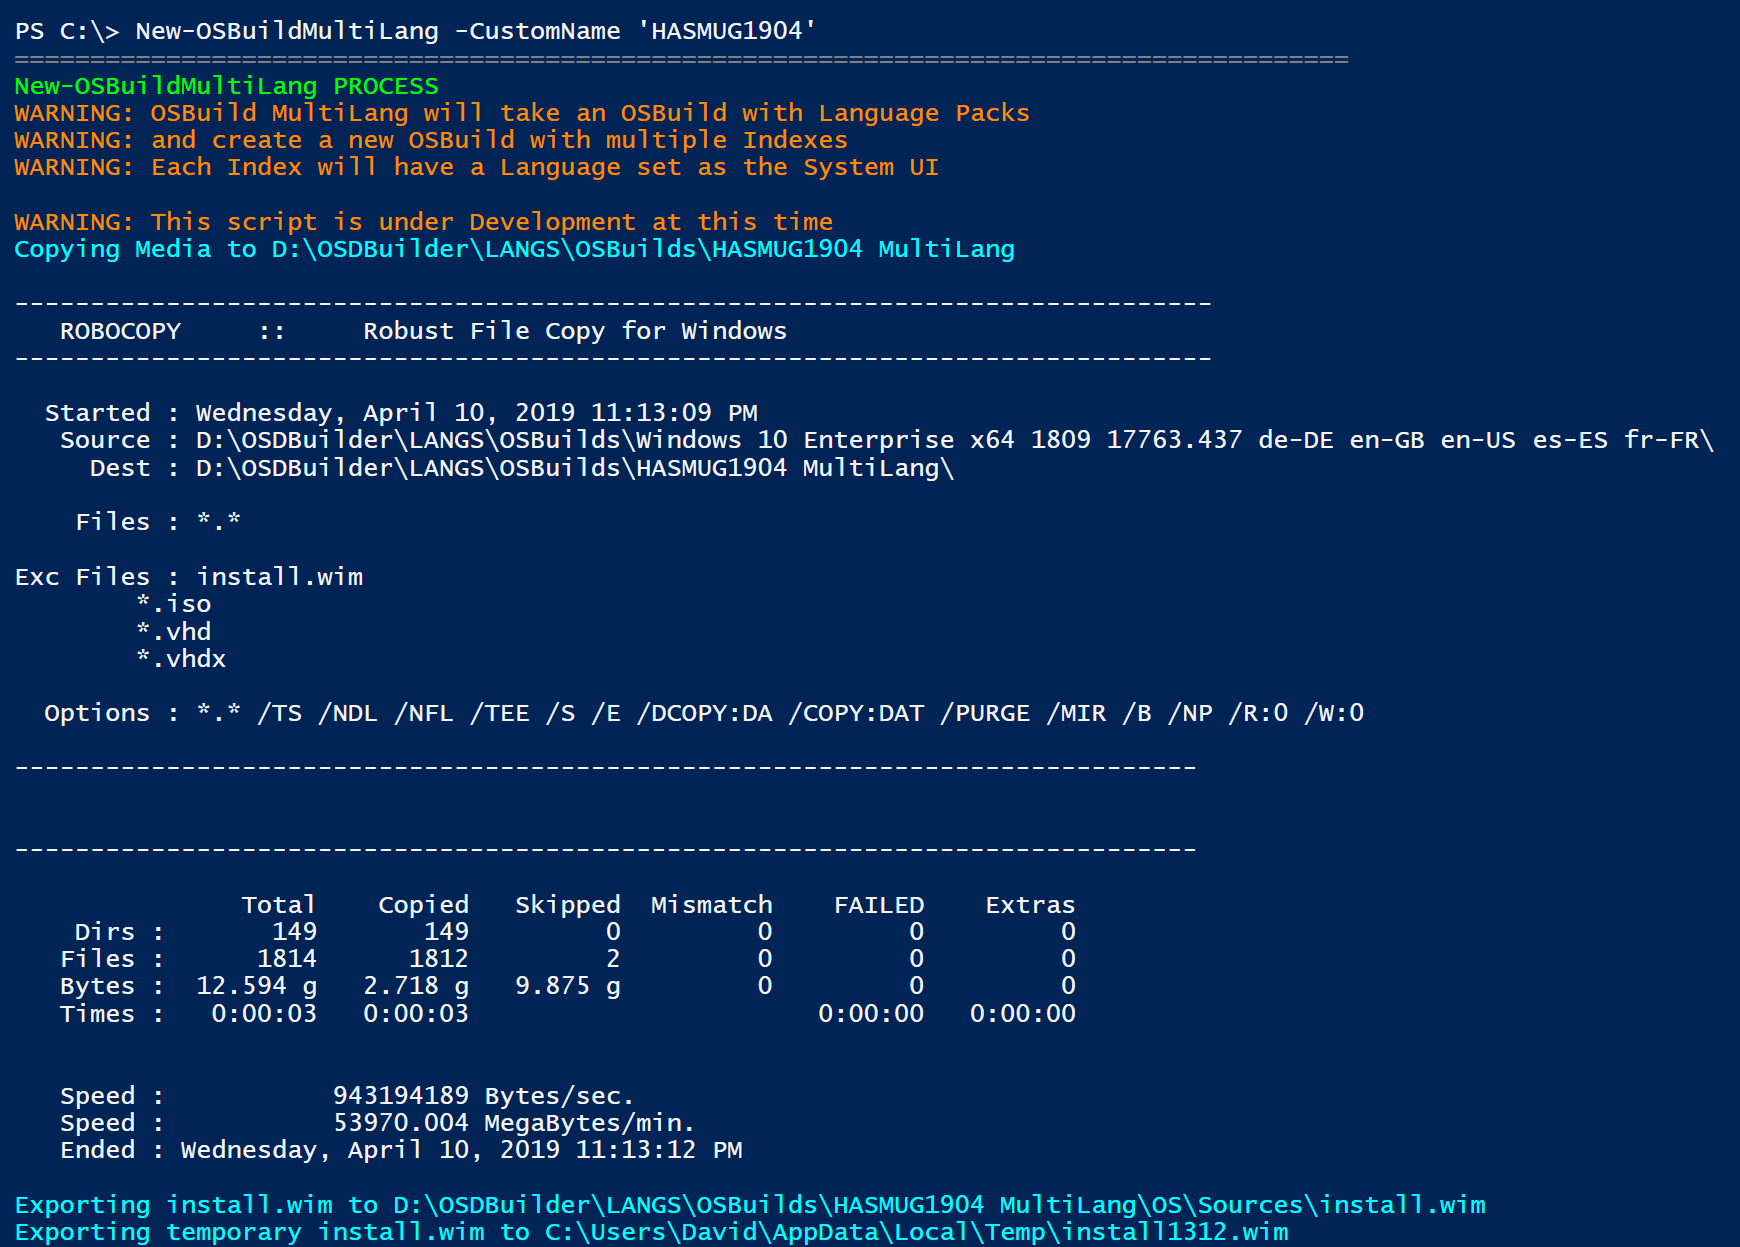 PS C:\> New-OSBuildMultiLang -CustomName 'HASMUG1904'
========================================================================================
New-OSBuildMultiLang PROCESS
WARNING: OSBuild MultiLang will take an OSBuild with Language Packs
WARNING: and create a new OSBuild with multiple Indexes
WARNING: Each Index will have a Language set as the System UI
WARNING: This script is under Development at this time
Copying Media to D:\OSDBuilder\LANGS\OSBuilds\HASMUG1904 MultiLang
-------------------------------------------------------------------------------
   ROBOCOPY     ::     Robust File Copy for Windows
-------------------------------------------------------------------------------
  Started : Wednesday, April 10, 2019 11:13:09 PM
   Source : D:\OSDBuilder\LANGS\OSBuilds\Windows 10 Enterprise x64 1809 17763.437 de-DE en-GB en-US es-ES fr-FR\
     Dest : D:\OSDBuilder\LANGS\OSBuilds\HASMUG1904 MultiLang\
    Files : *.*
Exc Files : install.wim
        *.iso
        *.vhd
        *.vhdx
  Options : *.* /TS /NDL /NFL /TEE /S /E /DCOPY:DA /COPY:DAT /PURGE /MIR /B /NP /R:0 /W:0
------------------------------------------------------------------------------
------------------------------------------------------------------------------
               Total    Copied   Skipped  Mismatch    FAILED    Extras
    Dirs :       149       149         0         0         0         0
   Files :      1814      1812         2         0         0         0
   Bytes :  12.594 g   2.718 g   9.875 g         0         0         0
   Times :   0:00:03   0:00:03                       0:00:00   0:00:00
   Speed :           943194189 Bytes/sec.
   Speed :           53970.004 MegaBytes/min.
   Ended : Wednesday, April 10, 2019 11:13:12 PM
Exporting install.wim to D:\OSDBuilder\LANGS\OSBuilds\HASMUG1904 MultiLang\OS\Sources\install.wim
Exporting temporary install.wim to C:\Users\David\AppData\Local\Temp\install1312.wim